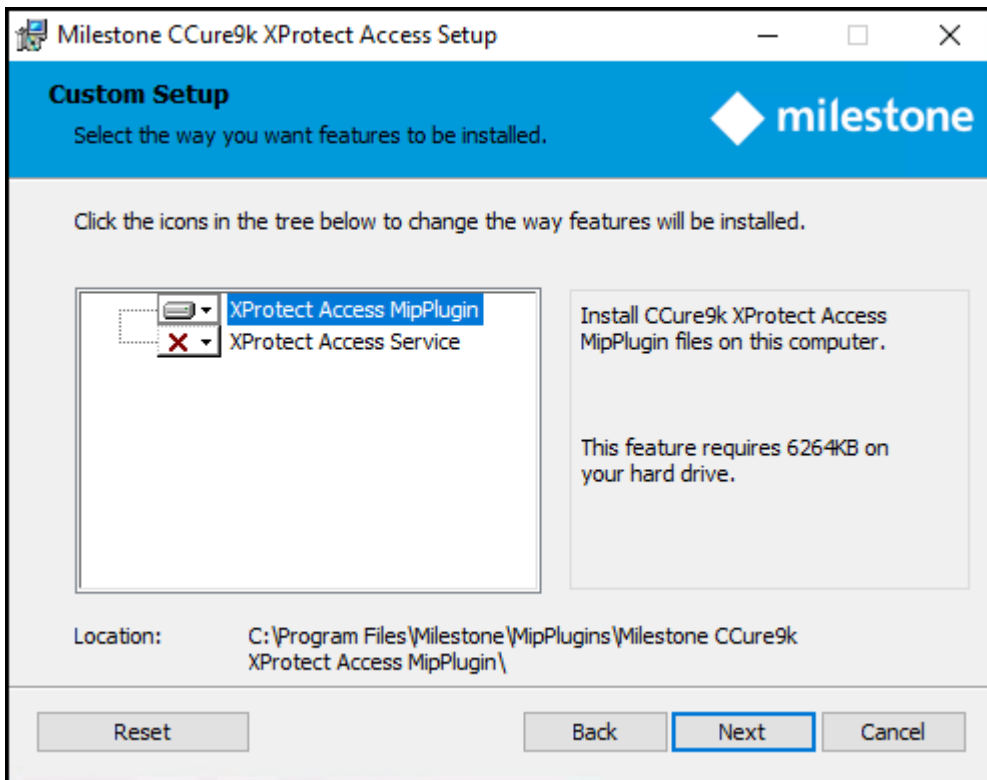 Milestone CCure9k XProtect Access Setup
Custom Setup
Select the way you want features to be installed.
milestone
Click the icons in the tree below to change the way features will be installed.
XProtect Access MipPlugin
XProtect Access Service
Install CCure9k XProtect Access
MipPlugin files on this computer.
This feature requires 6264KB on
your hard drive.
Location:
C:\Program Files\Milestone\MipPlugins\Milestone CCure9k
XProtect Access MipPlugin\
Reset
Back
Next
Cancel